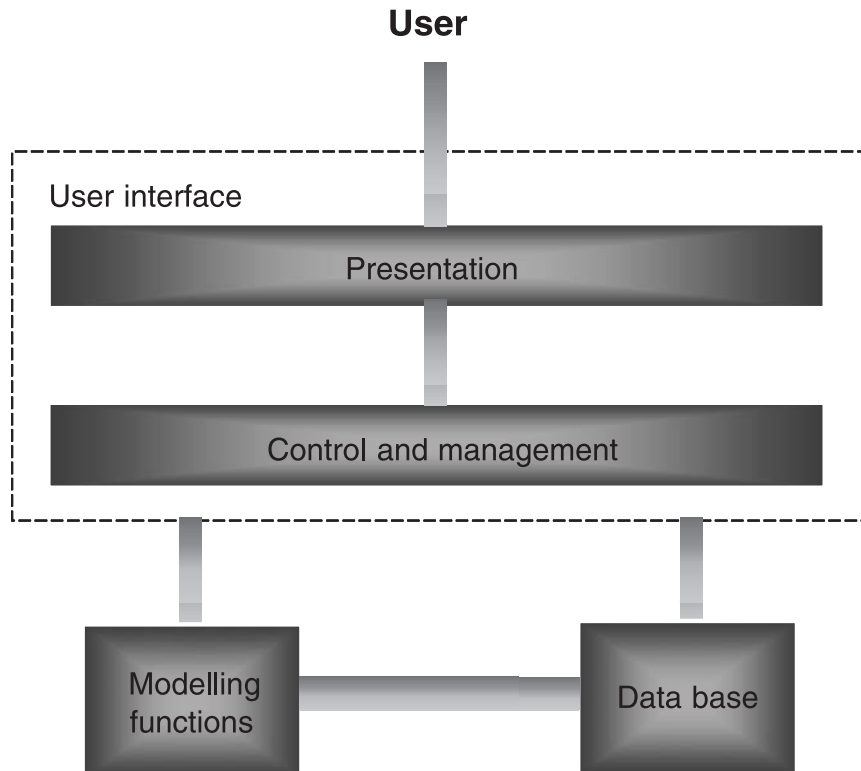 User
User interface
Presentation
Control and management
Modelling
functions
Data base